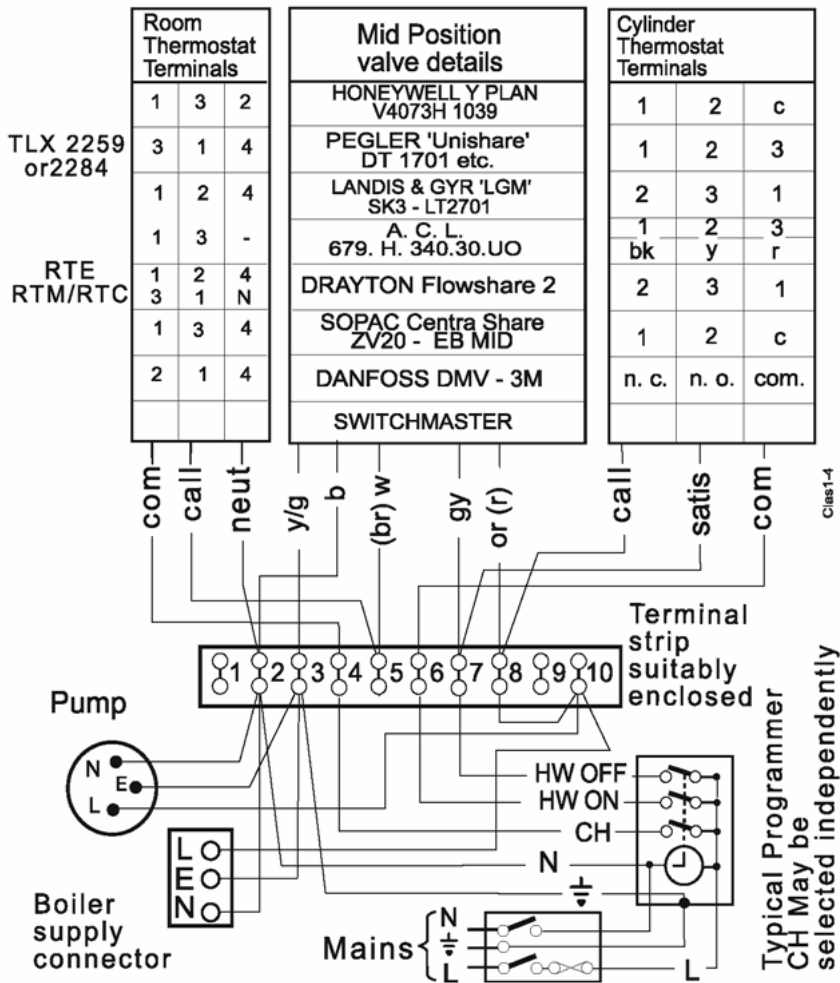 Room
Thermostat
Terminals
1 3 2
TLX 2259
or2284
3 1 4
1 2 4
1 3 -
RTE
RTM/RTC
1 2 4
3 1 N
1 3 4
2 1 4
Mid Position
valve details
HONEYWELL Y PLAN
V4073H 1039
PEGLER 'Unishare'
DT 1701 etc.
LANDIS & GYR 'LGM'
SK3 - LT2701
A. C. L.
679. H. 340.30.UO
DRAYTON Flowshare 2
SOPAC Centra Share
ZV20 - EB MID
DANFOSS DMV - 3M
SWITCHMASTER
Cylinder
Thermostat
Terminals
1 2 c
1 2 3
2 3 1
1 2 3
bk y r
2 3 1
1 2 c
n. c. n. o. com.
com
call
neut
y/g
b
(br) w
gy
or (r)
call
satis
com
Clas1-4
1 2 3 4 5 6 7 8 9 10
Terminal
strip
suitably
enclosed
Pump
N
E
L
HW OFF
HW ON
CH
N
L
E
N
Boiler
supply
connector
Mains
N
L
L
Typical Programmer
CH May be
selected independently